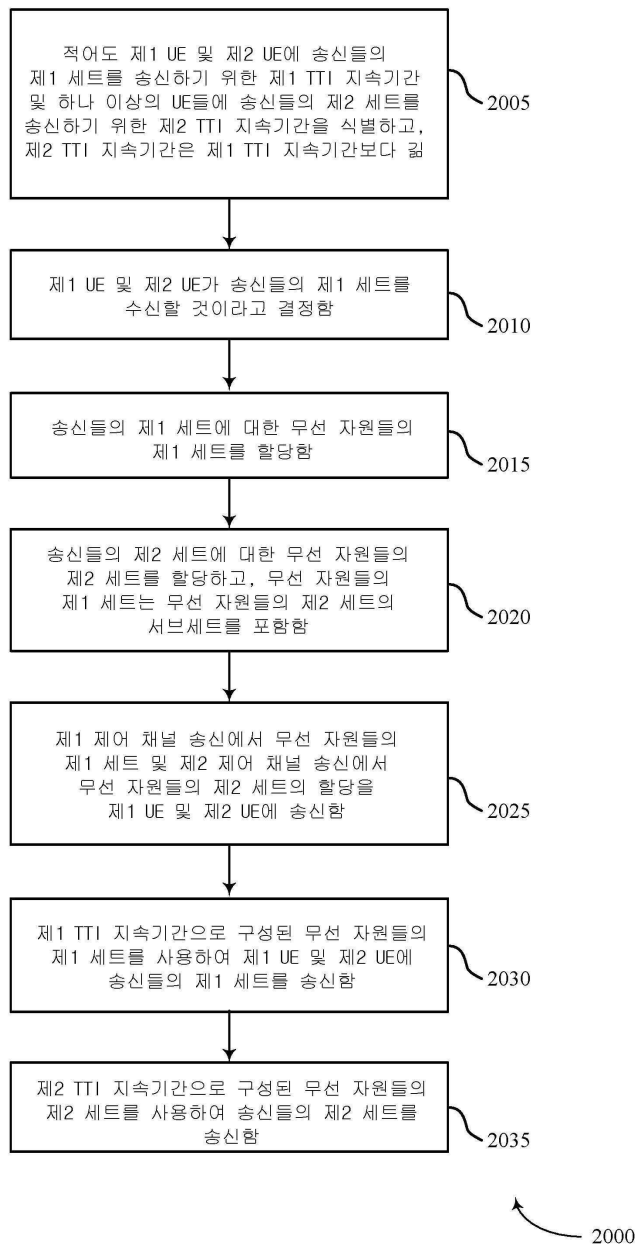 적어도 제1 UE 및 제2 UE에 송신들의
제1 세트를 송신하기 위한 제1 TTI 지속기간
및 하나 이상의 UE들에 송신들의 제2 세트를
송신하기 위한 제2 TTI 지속기간을 식별하고,
제2 TTI 지속기간은 제1 TTI 지속기간보다 긺
2005
제1 UE 및 제2 UE가 송신들의 제1 세트를
수신할 것이라고 결정함
2010
송신들의 제1 세트에 대한 무선 자원들의
제1 세트를 할당함
2015
송신들의 제2 세트에 대한 무선 자원들의
제2 세트를 할당하고, 무선 자원들의
제1 세트는 무선 자원들의 제2 세트의
서브세트를 포함함
2020
제1 제어 채널 송신에서 무선 자원들의
제1 세트 및 제2 제어 채널 송신에서
무선 자원들의 제2 세트의 할당을
제1 UE 및 제2 UE에 송신함
2025
제1 TTI 지속기간으로 구성된 무선 자원들의
제1 세트를 사용하여 제1 UE 및 제2 UE에
송신들의 제1 세트를 송신함
2030
제2 TTI 지속기간으로 구성된 무선 자원들의
제2 세트를 사용하여 송신들의 제2 세트를
송신함
2035
2000